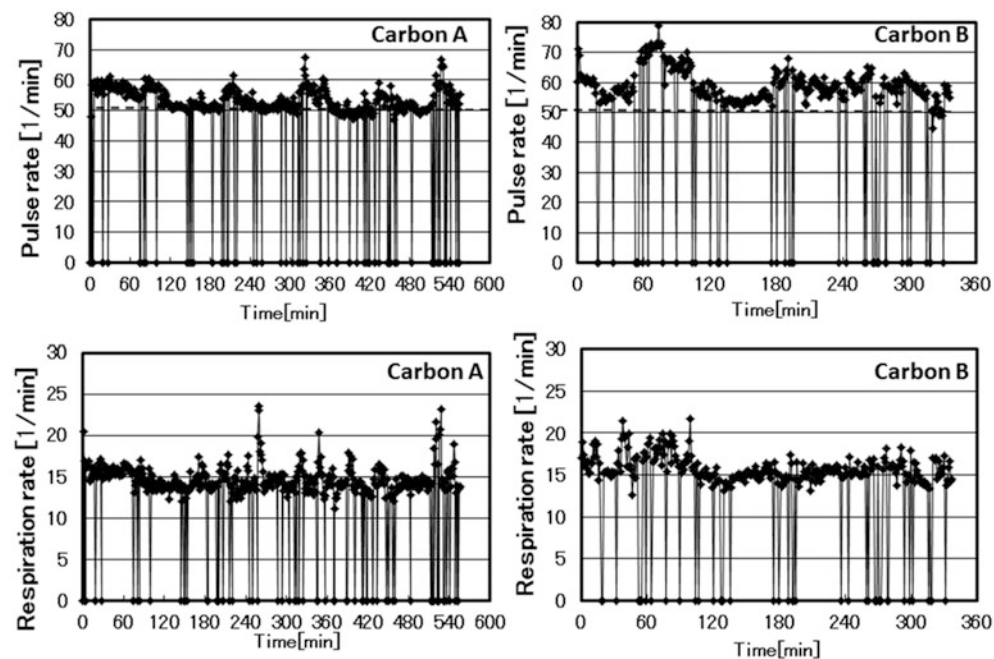 Carbon A
Pulse rate [1/min]
80
70
60
50
40
30
20
10
0
0 60 120 180 240 300 360 420 480 540 600
Time[min]
Carbon B
Pulse rate [1/min]
80
70
60
50
40
30
20
10
0
0 60 120 180 240 300 360
Time[min]
Carbon A
Respiration rate [1/min]
30
25
20
15
10
5
0
0 60 120 180 240 300 360 420 480 540 600
Time[min]
Carbon B
Respiration rate [1/min]
30
25
20
15
10
5
0
0 60 120 180 240 300 360
Time[min]